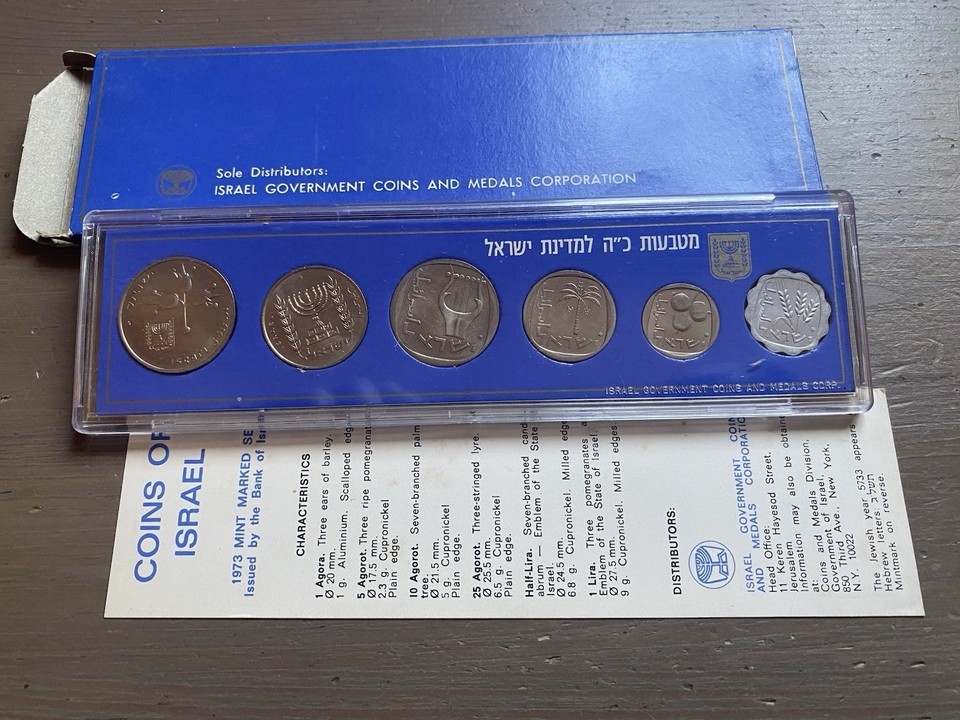 Sole Distributors:
ISRAEL GOVERNMENT COINS AND MEDALS CORPORATION
מטבעות כ״ה למדינת ישראל
ISRAEL GOVERNMENT COINS AND MEDALS CORP.
COINS OF
ISRAEL
1973 MINT MARKED SE
Issued by the Bank of Isr
CHARACTERISTICS
1 Agora. Three ears of barley.
Ø 20 mm.
1 g. Aluminium. Scalloped edg
5 Agorot. Three ripe pomegranat
Ø 17.5 mm.
2.3 g. Cupronickel
Plain edge.
10 Agorot. Seven-branched palm
tree.
Ø 21.5 mm.
5 g. Cupronickel
Plain edge.
25 Agorot. Three-stringed lyre.
Ø 25.5 mm.
6.5 g. Cupronickel
Plain edge.
Half-Lira. Seven-branched cand
abrum — Emblem of the State
Israel.
Ø 24.5 mm.
6.8 g. Cupronickel. Milled edg
1 Lira. Three pomegranates
Emblem of the State of Israel.
Ø 27.5 mm.
9 g. Cupronickel. Milled edges
DISTRIBUTORS:
ISRAEL GOVERNMENT COIN
AND MEDALS CORPORATIO
Head Office:
11 Keren Hayesod Street,
Jerusalem
Information may also be obtain
at:
Coins and Medals Division,
Government of Israel,
850 Third Ave., New York,
N.Y. 10022
The Jewish year 5733 appears
Hebrew letters: תשל״ג
Mintmark on reverse.